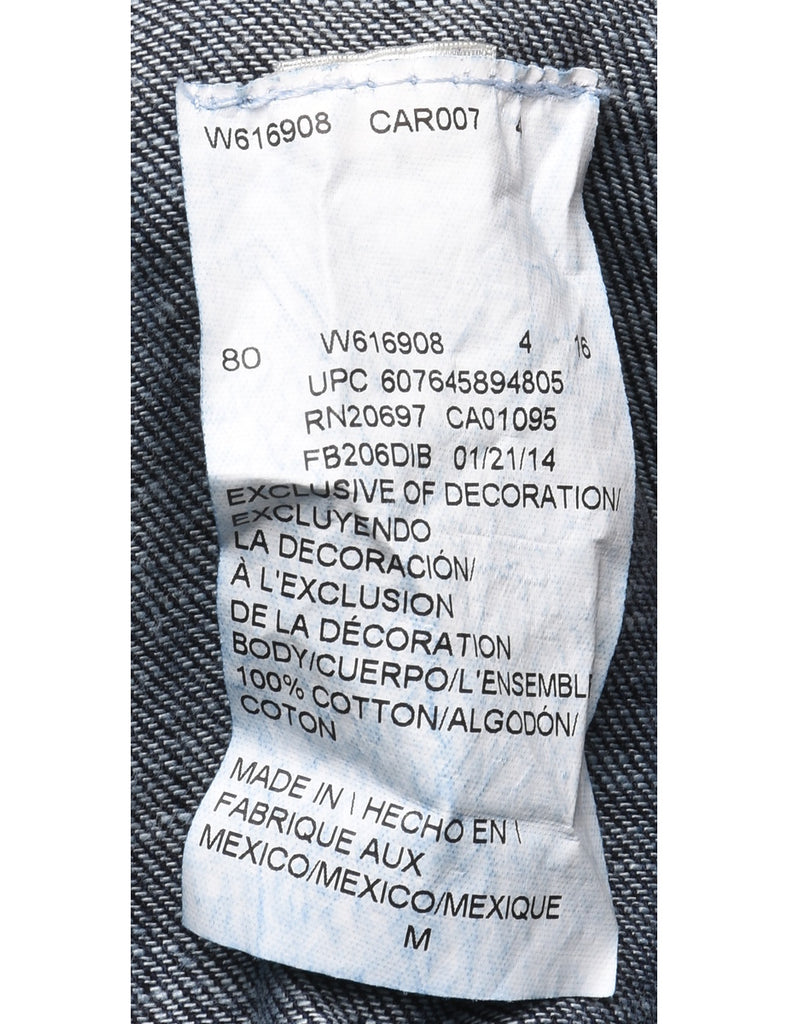 W616908 CAR007 4
80 W616908 4 16
UPC 607645894805
RN20697 CA01095
FB206DIB 01/21/14
EXCLUSIVE OF DECORATION/
EXCLUYENDO
LA DECORACIÓN/
À L'EXCLUSION
DE LA DÉCORATION
BODY/CUERPO/L'ENSEMBL
100% COTTON/ALGODÓN/
COTON
MADE IN \ HECHO EN \
FABRIQUE AUX
MEXICO/MEXICO/MEXIQUE
M